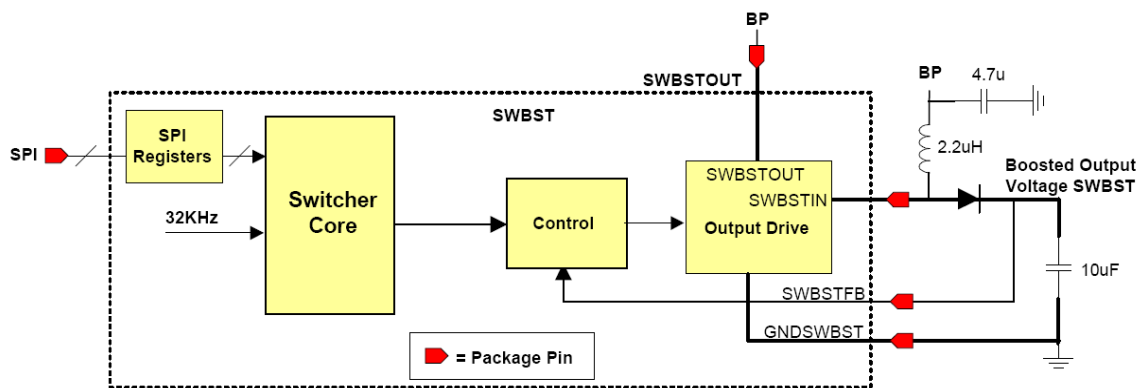 BP
SWBSTOUT
BP
4.7u
SWBST
SPI
SPI
Registers
2.2uH
Boosted Output
Voltage SWBST
SWBSTOUT
SWBSTIN
Switcher
Core
32KHz
Control
Output Drive
10uF
SWBSTFB
GNDSWBST
= Package Pin